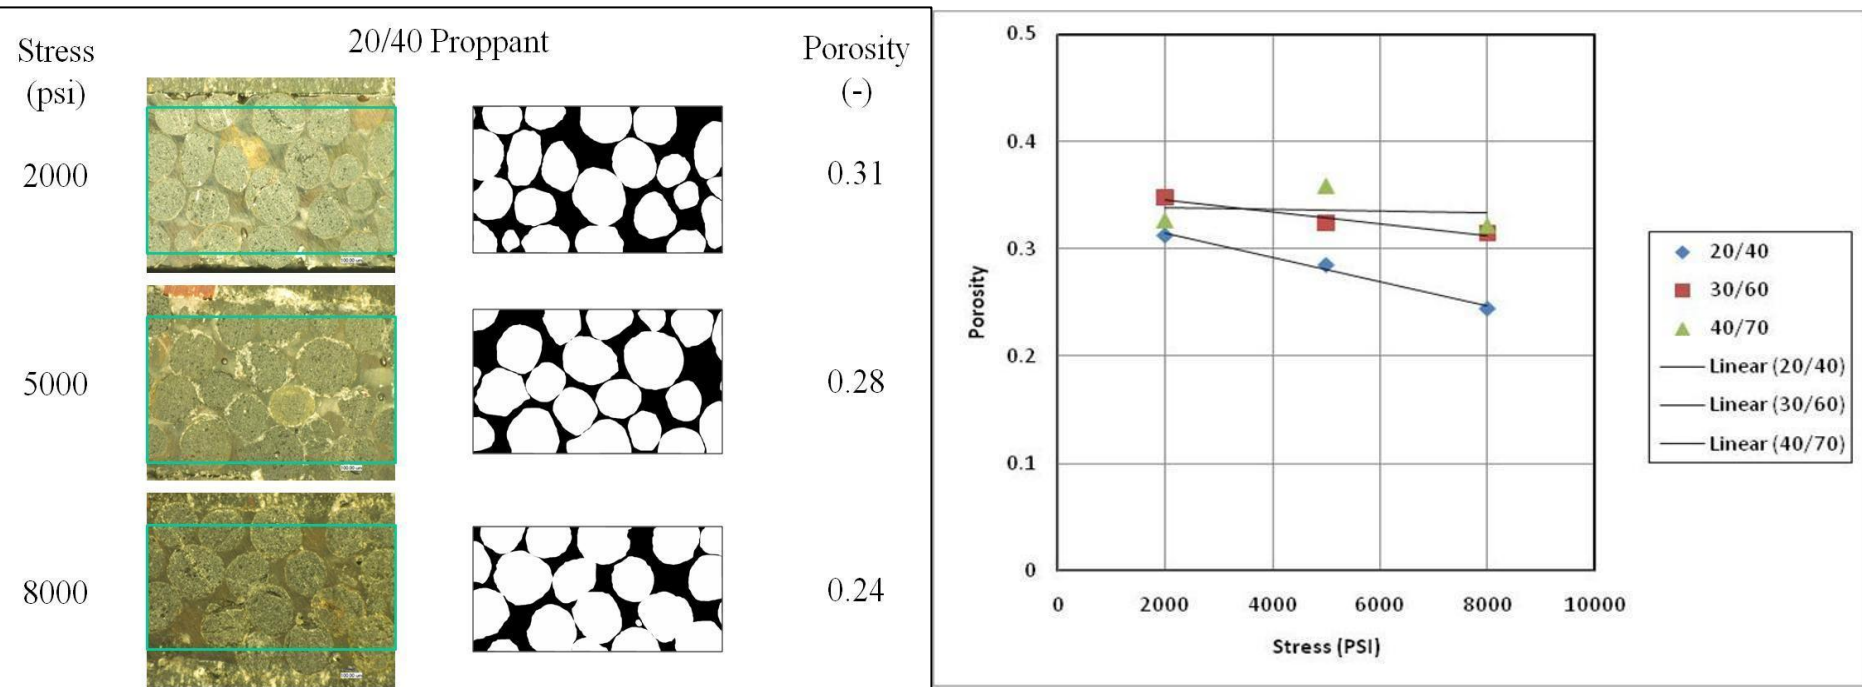 Stress
(psi)
20/40 Proppant
Porosity
(-)
2000
0.31
5000
0.28
8000
0.24
0.5
0.4
0.3
0.2
0.1
0
Porosity
0
2000
4000
6000
8000
10000
Stress (PSI)
20/40
30/60
40/70
Linear (20/40)
Linear (30/60)
Linear (40/70)